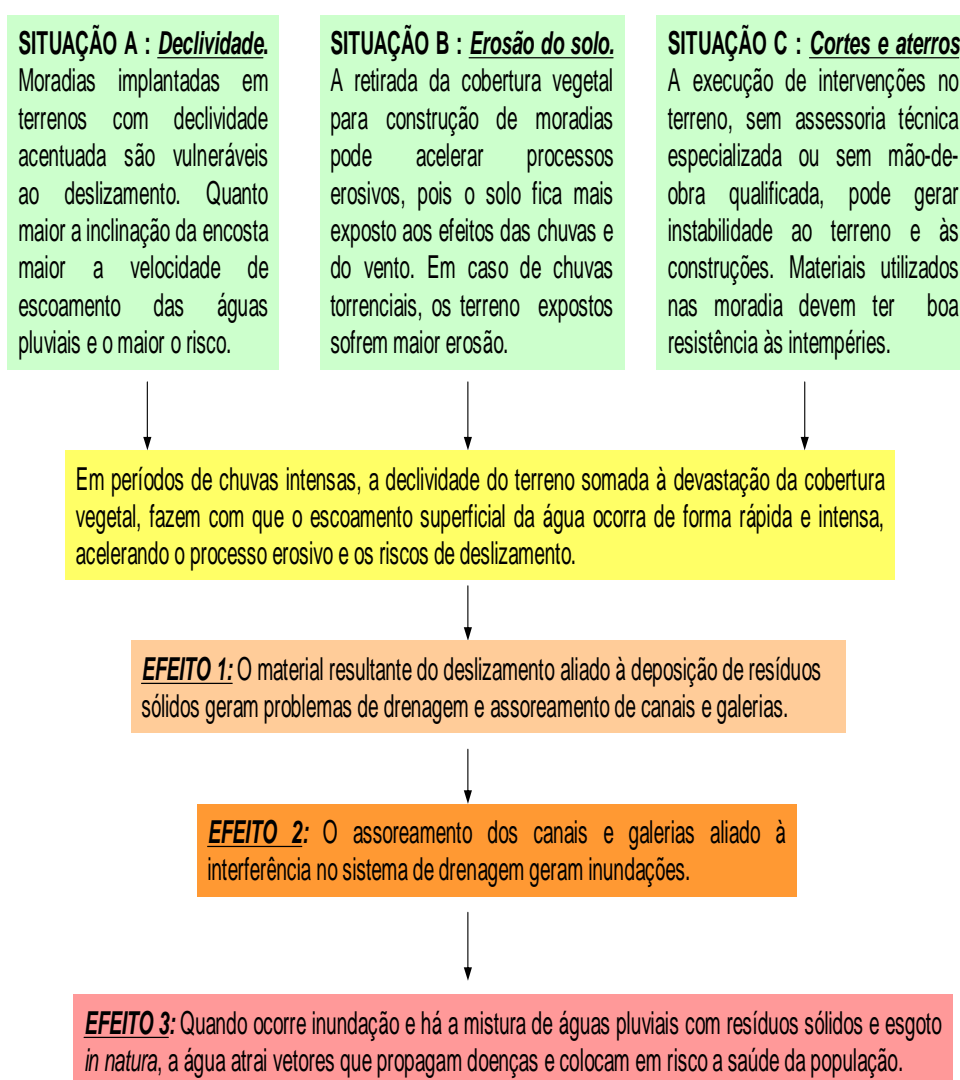 SITUAÇÃO A : Declividade.
Moradias implantadas em
terrenos com declividade
acentuada são vulneráveis
ao deslizamento. Quanto
maior a inclinação da encosta
maior a velocidade de
escoamento das águas
pluviais e o maior o risco.
SITUAÇÃO B : Erosão do solo.
A retirada da cobertura vegetal
para construção de moradias
pode acelerar processos
erosivos, pois o solo fica mais
exposto aos efeitos das chuvas e
do vento. Em caso de chuvas
torrenciais, os terreno expostos
sofrem maior erosão.
SITUAÇÃO C : Cortes e aterros
A execução de intervenções no
terreno, sem assessoria técnica
especializada ou sem mão-de-
obra qualificada, pode gerar
instabilidade ao terreno e às
construções. Materiais utilizados
nas moradia devem ter boa
resistência às intempéries.
Em períodos de chuvas intensas, a declividade do terreno somada à devastação da cobertura
vegetal, fazem com que o escoamento superficial da água ocorra de forma rápida e intensa,
acelerando o processo erosivo e os riscos de deslizamento.
EFEITO 1: O material resultante do deslizamento aliado à deposição de resíduos
sólidos geram problemas de drenagem e assoreamento de canais e galerias.
EFEITO 2: O assoreamento dos canais e galerias aliado à
interferência no sistema de drenagem geram inundações.
EFEITO 3: Quando ocorre inundação e há a mistura de águas pluviais com resíduos sólidos e esgoto
in natura, a água atrai vetores que propagam doenças e colocam em risco a saúde da população.